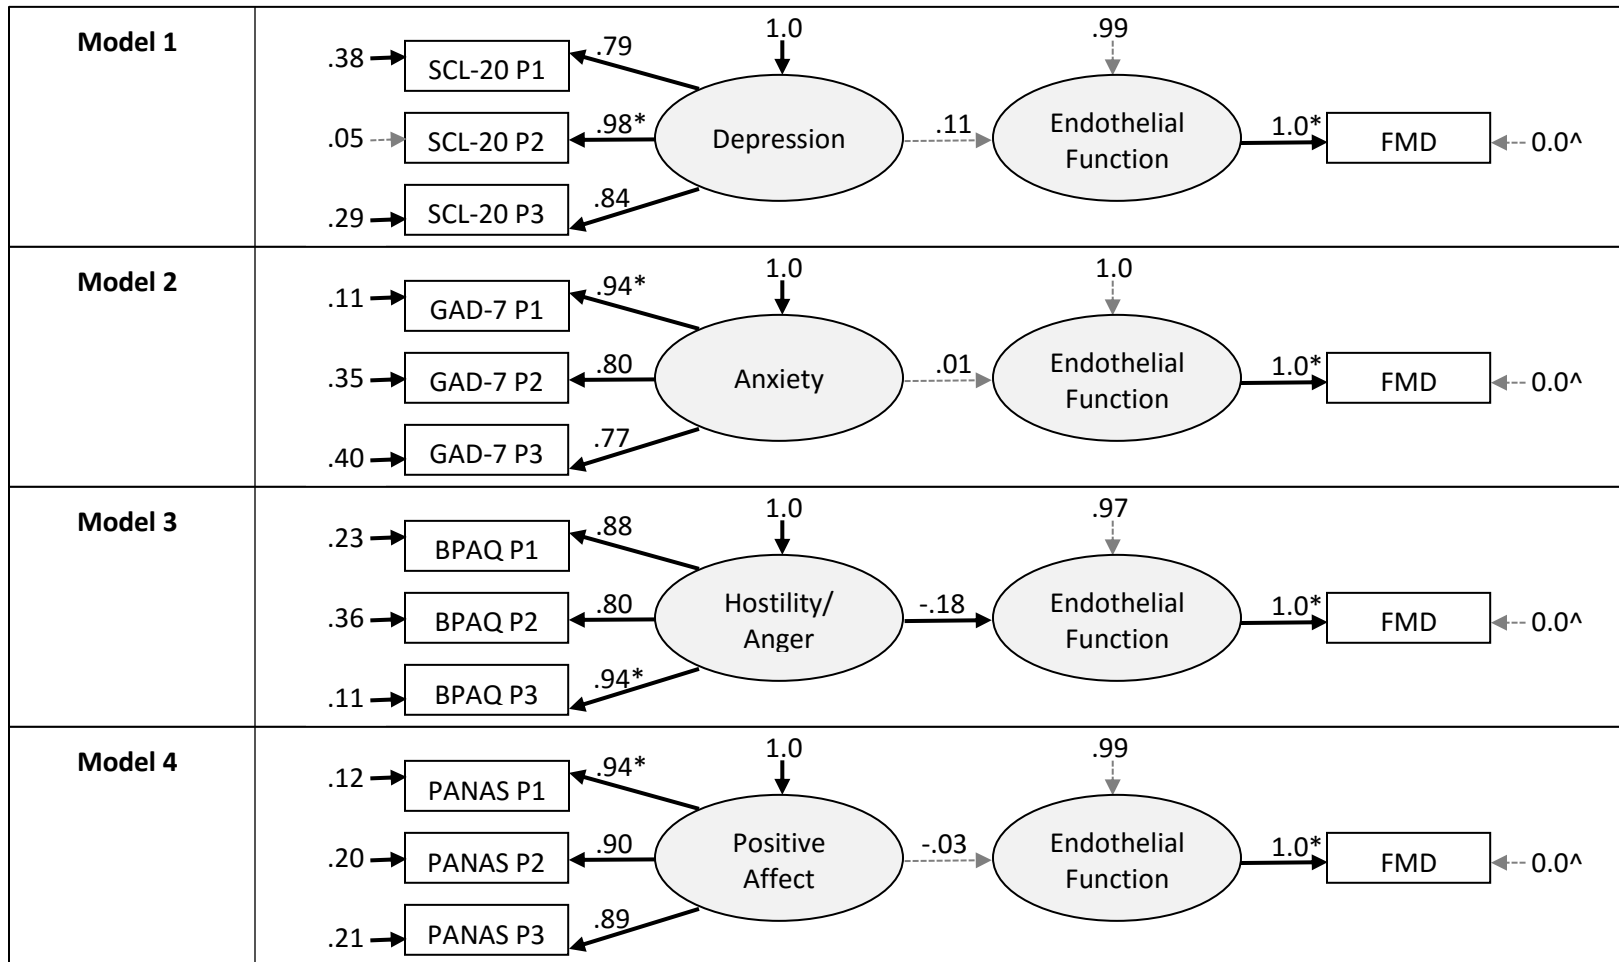 Model 1
1.0
.99
.38
SCL-20 P1
.79
.05
SCL-20 P2
.98*
Depression
.11
Endothelial
Function
1.0*
FMD
0.0^
.29
SCL-20 P3
.84
Model 2
1.0
1.0
.11
GAD-7 P1
.94*
.35
GAD-7 P2
.80
Anxiety
.01
Endothelial
Function
1.0*
FMD
0.0^
.40
GAD-7 P3
.77
Model 3
1.0
.97
.23
BPAQ P1
.88
.36
BPAQ P2
.80
Hostility/
Anger
-.18
Endothelial
Function
1.0*
FMD
0.0^
.11
BPAQ P3
.94*
Model 4
1.0
.99
.12
PANAS P1
.94*
.20
PANAS P2
.90
Positive
Affect
-.03
Endothelial
Function
1.0*
FMD
0.0^
.21
PANAS P3
.89